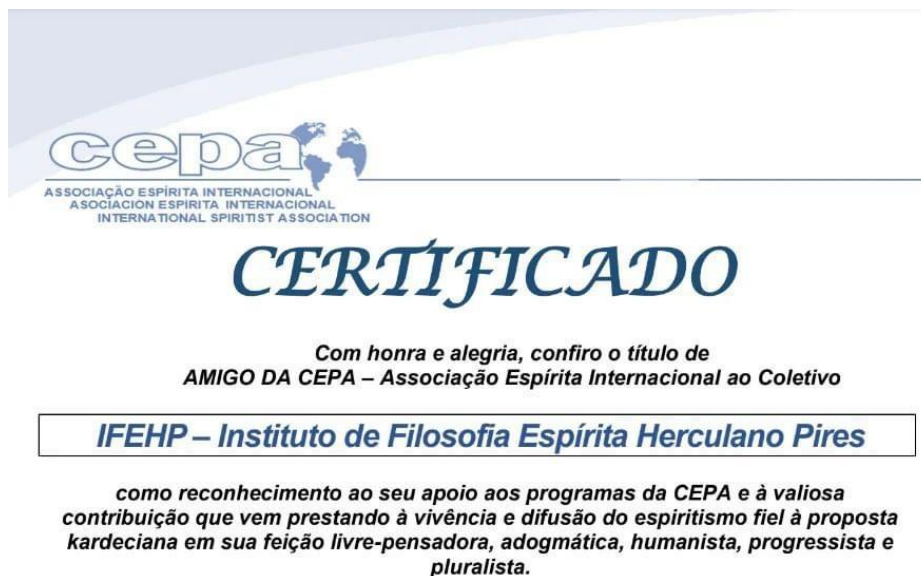 cepa
ASSOCIAÇÃO ESPÍRITA INTERNACIONAL
ASOCIACION ESPÍRITA INTERNACIONAL
INTERNATIONAL SPIRITIST ASSOCIATION
CERTIFICADO
Com honra e alegria, confiro o título de
AMIGO DA CEPA – Associação Espírita Internacional ao Coletivo
IFEHP – Instituto de Filosofia Espírita Herculano Pires
como reconhecimento ao seu apoio aos programas da CEPA e à valiosa
contribuição que vem prestando à vivência e difusão do espiritismo fiel à proposta
kardeciana em sua feição livre-pensadora, adogmática, humanista, progressista e
pluralista.